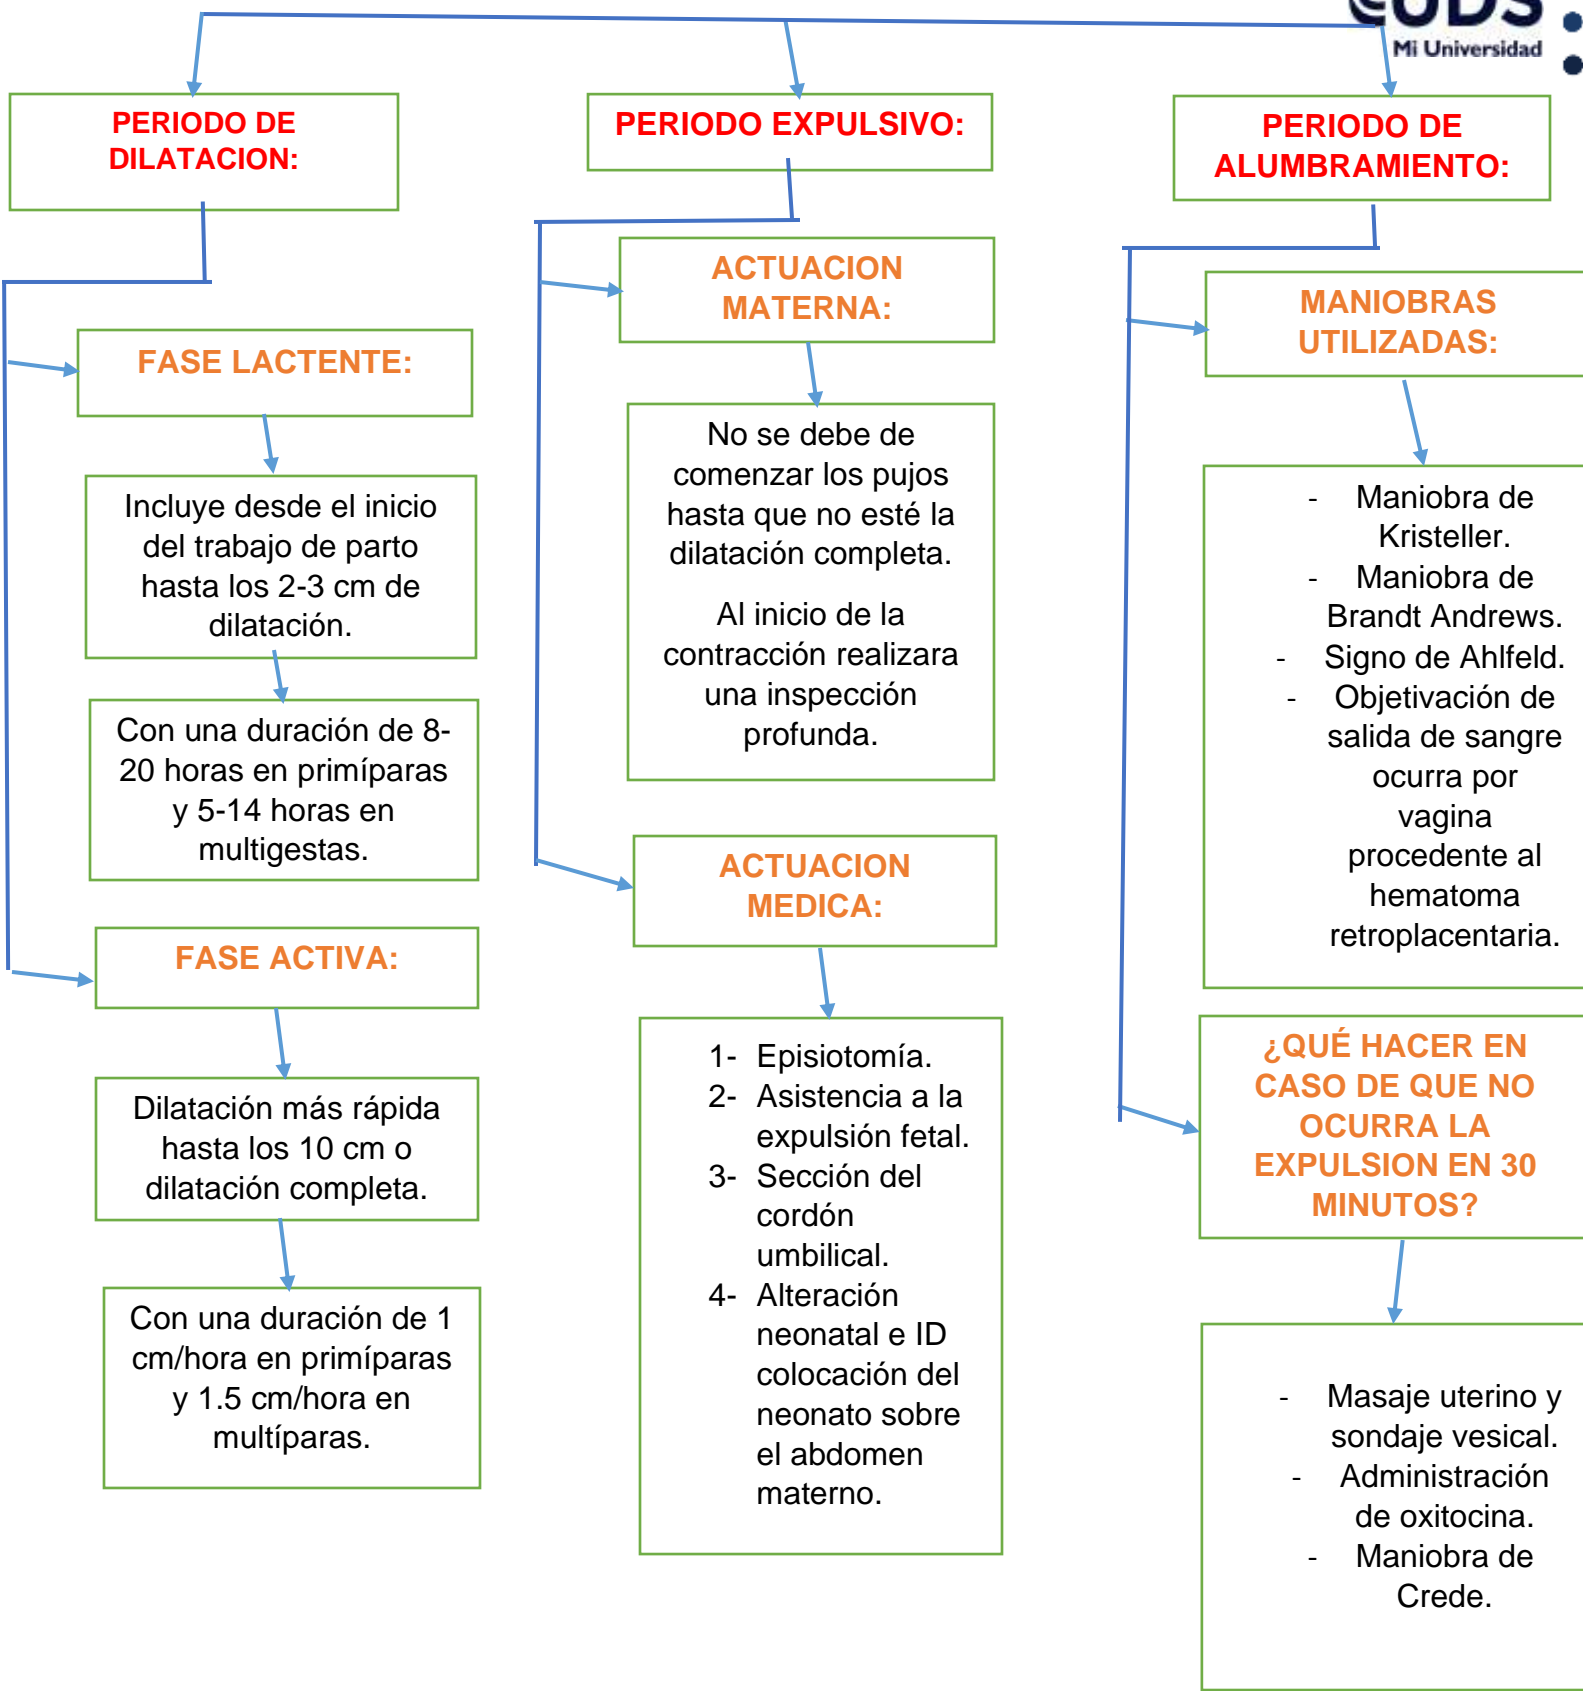 UDS
Mi Universidad
PERIODO DE
DILATACION:
FASE LACTENTE:
Incluye desde el inicio
del trabajo de parto
hasta los 2-3 cm de
dilatación.
Con una duración de 8-
20 horas en primíparas
y 5-14 horas en
multigestas.
FASE ACTIVA:
Dilatación más rápida
hasta los 10 cm o
dilatación completa.
Con una duración de 1
cm/hora en primíparas
y 1.5 cm/hora en
multíparas.
PERIODO EXPULSIVO:
ACTUACION
MATERNA:
No se debe de
comenzar los pujos
hasta que no esté la
dilatación completa.
Al inicio de la
contracción realizara
una inspección
profunda.
ACTUACION
MEDICA:
1- Episiotomía.
2- Asistencia a la
expulsión fetal.
3- Sección del
cordón
umbilical.
4- Alteración
neonatal e ID
colocación del
neonato sobre
el abdomen
materno.
PERIODO DE
ALUMBRAMIENTO:
MANIOBRAS
UTILIZADAS:
- Maniobra de
Kristeller.
- Maniobra de
Brandt Andrews.
- Signo de Ahlfeld.
- Objetivación de
salida de sangre
ocurra por
vagina
procedente al
hematoma
retroplacentaria.
¿QUÉ HACER EN
CASO DE QUE NO
OCURRA LA
EXPULSION EN 30
MINUTOS?
- Masaje uterino y
sondaje vesical.
- Administración
de oxitocina.
- Maniobra de
Crede.